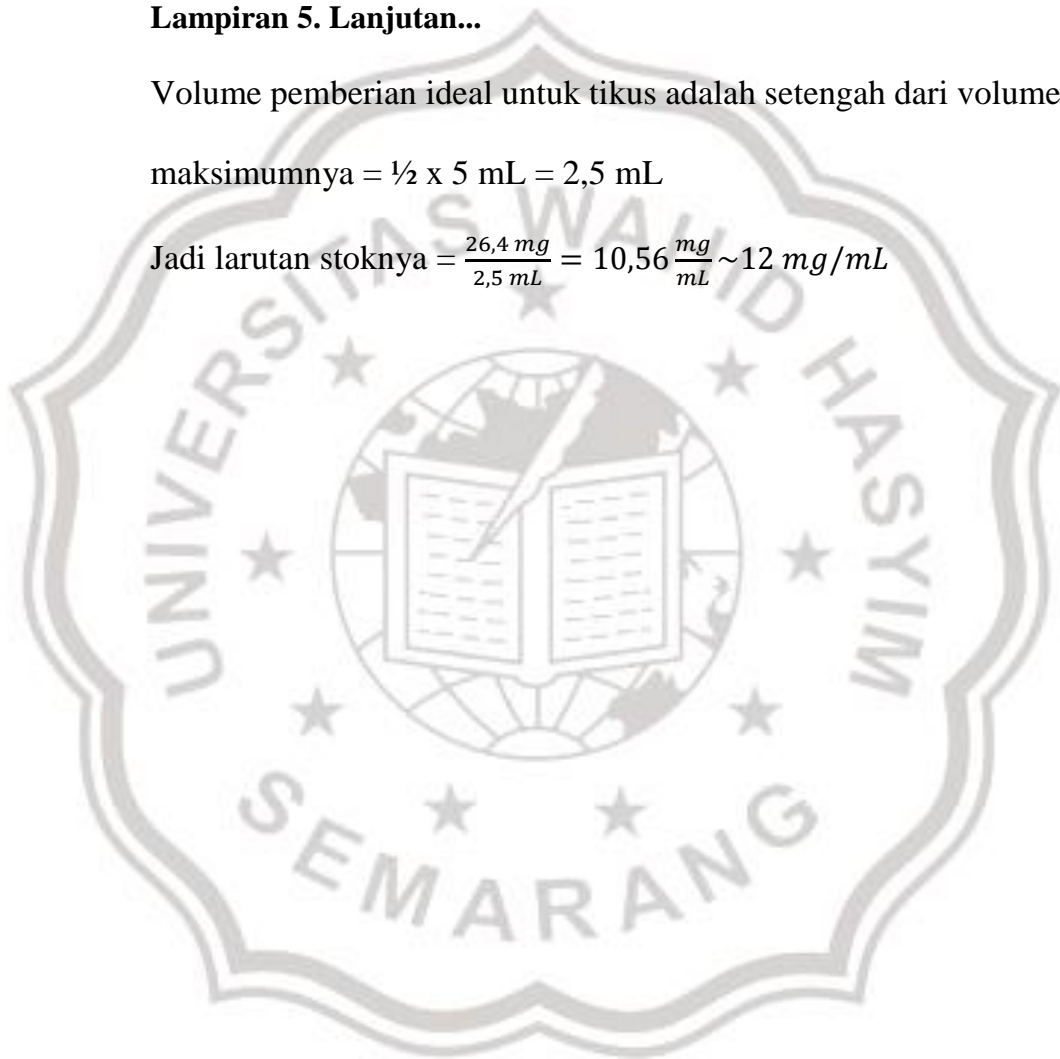 Lampiran 5. Lanjutan...
Volume pemberian ideal untuk tikus adalah setengah dari volume
maksimumnya = ½ x 5 mL = 2,5 mL
Jadi larutan stoknya = 26,4 mg / 2,5 mL = 10,56 mg/mL ~12 mg/mL
UNIVERSITAS WAHID HASYIM
SEMARANG